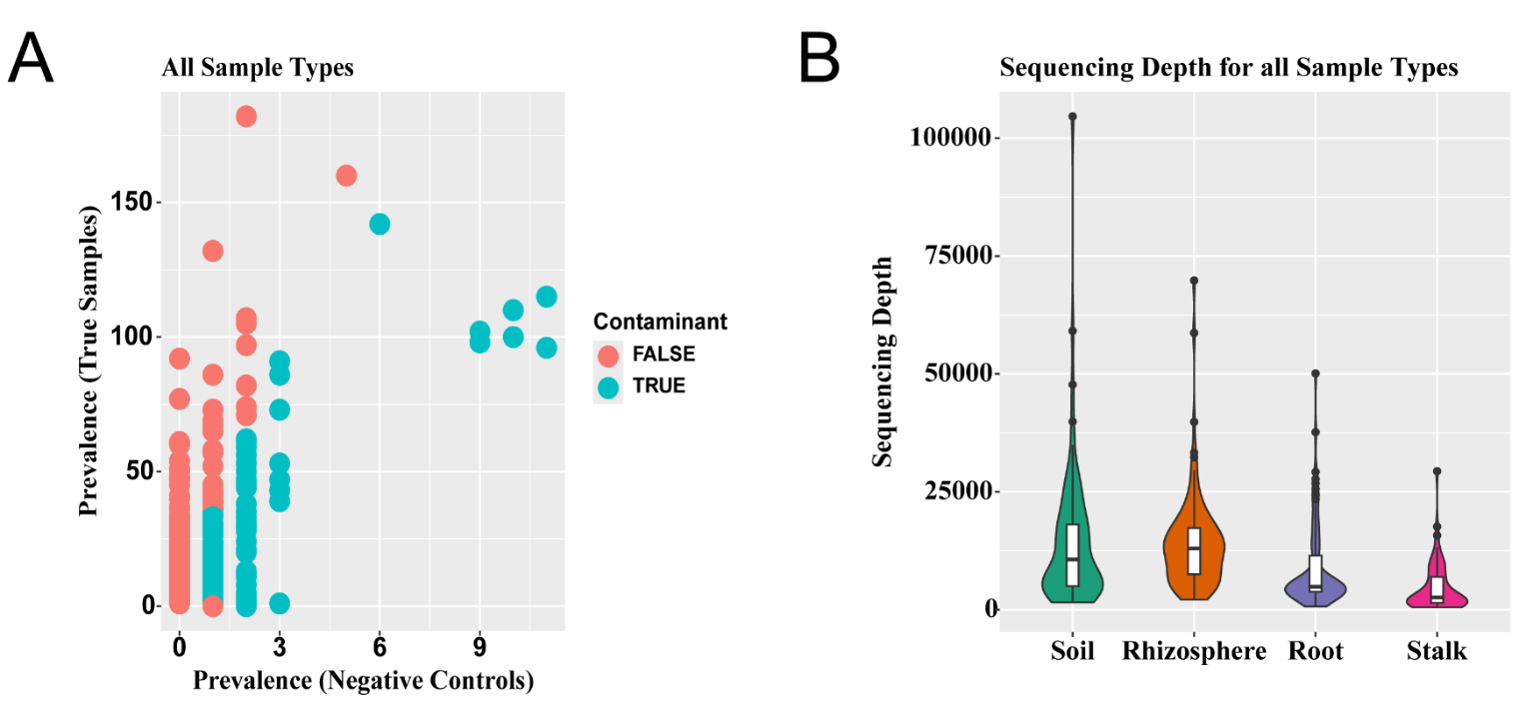 A
All Sample Types
Prevalence (True Samples)
150
100
50
0
0 3 6 9
Prevalence (Negative Controls)
Contaminant
FALSE
TRUE
B
Sequencing Depth for all Sample Types
Sequencing Depth
100000
75000
50000
25000
0
Soil Rhizosphere Root Stalk